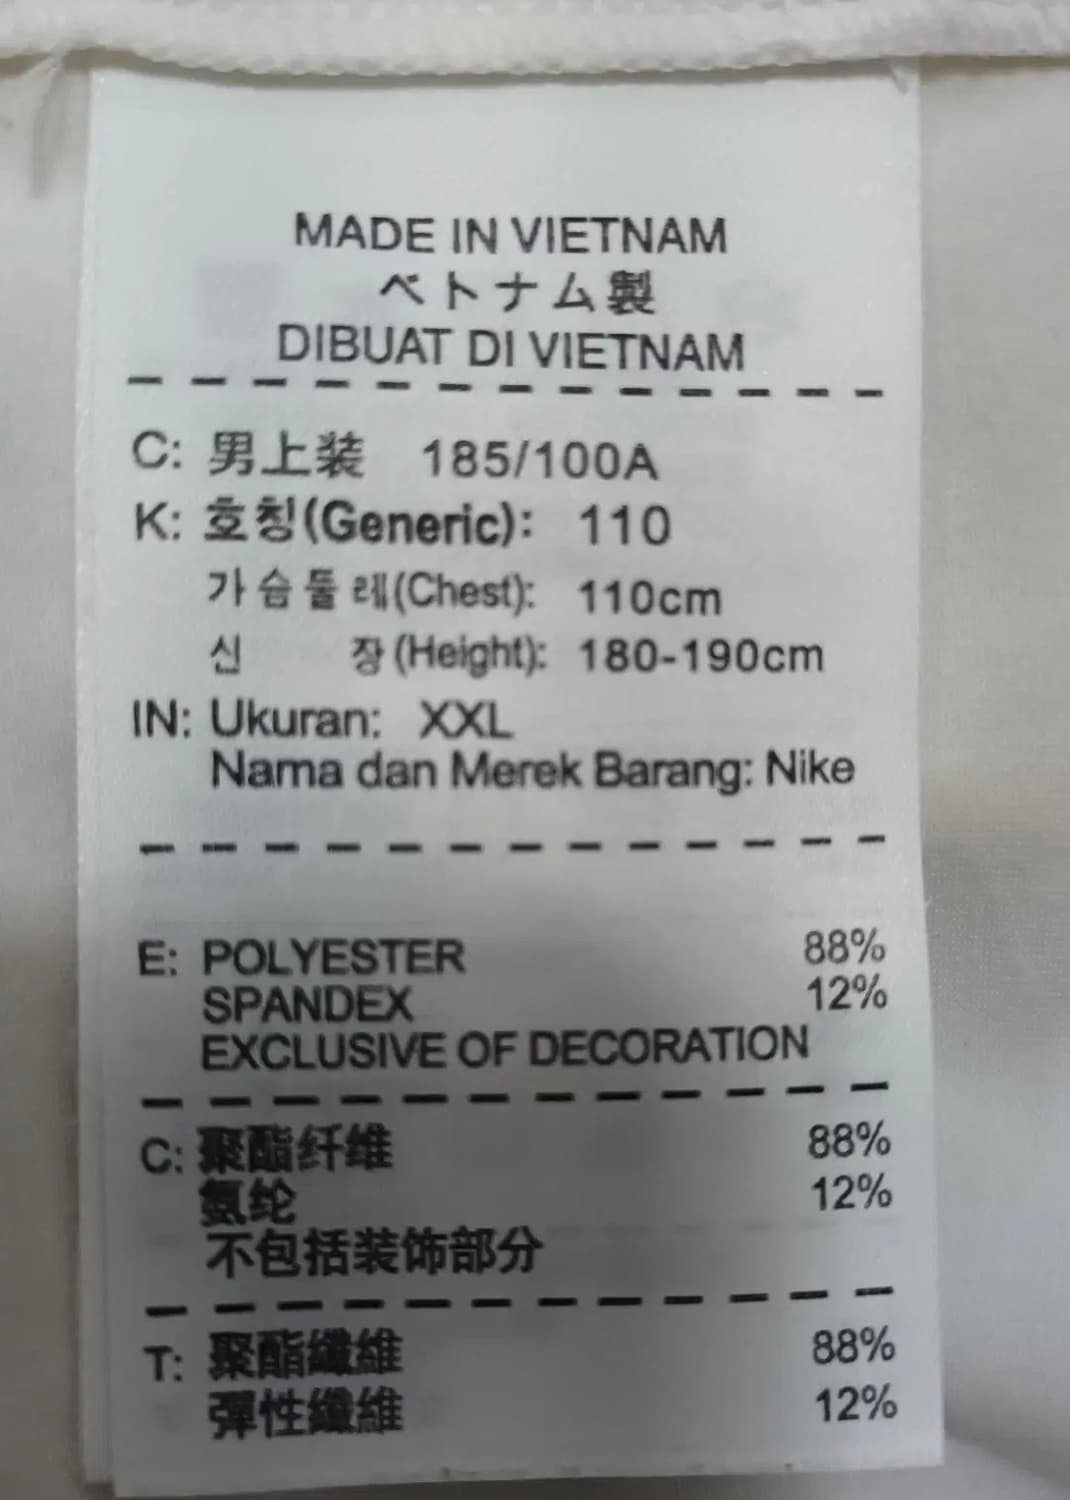 MADE IN VIETNAM
ベトナム製
DIBUAT DI VIETNAM
C: 男上装 185/100A
K: 호칭(Generic): 110
가슴둘레(Chest): 110cm
신 장(Height): 180-190cm
IN: Ukuran: XXL
Nama dan Merek Barang: Nike
E: POLYESTER 88%
SPANDEX 12%
EXCLUSIVE OF DECORATION
C: 聚酯纤维 88%
氨纶 12%
不包括装饰部分
T: 聚酯纖維 88%
彈性纖維 12%